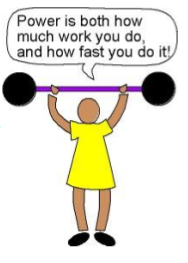 Power is both how
much work you do,
and how fast you do it!